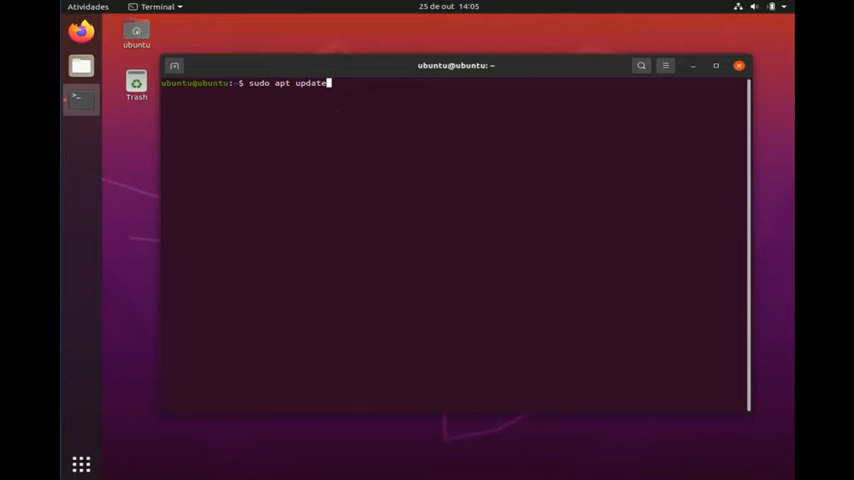 Atividades
Terminal
25 de out 14:05
ubuntu
Trash
ubuntu@ubuntu: ~
ubuntu@ubuntu:~$ sudo apt update